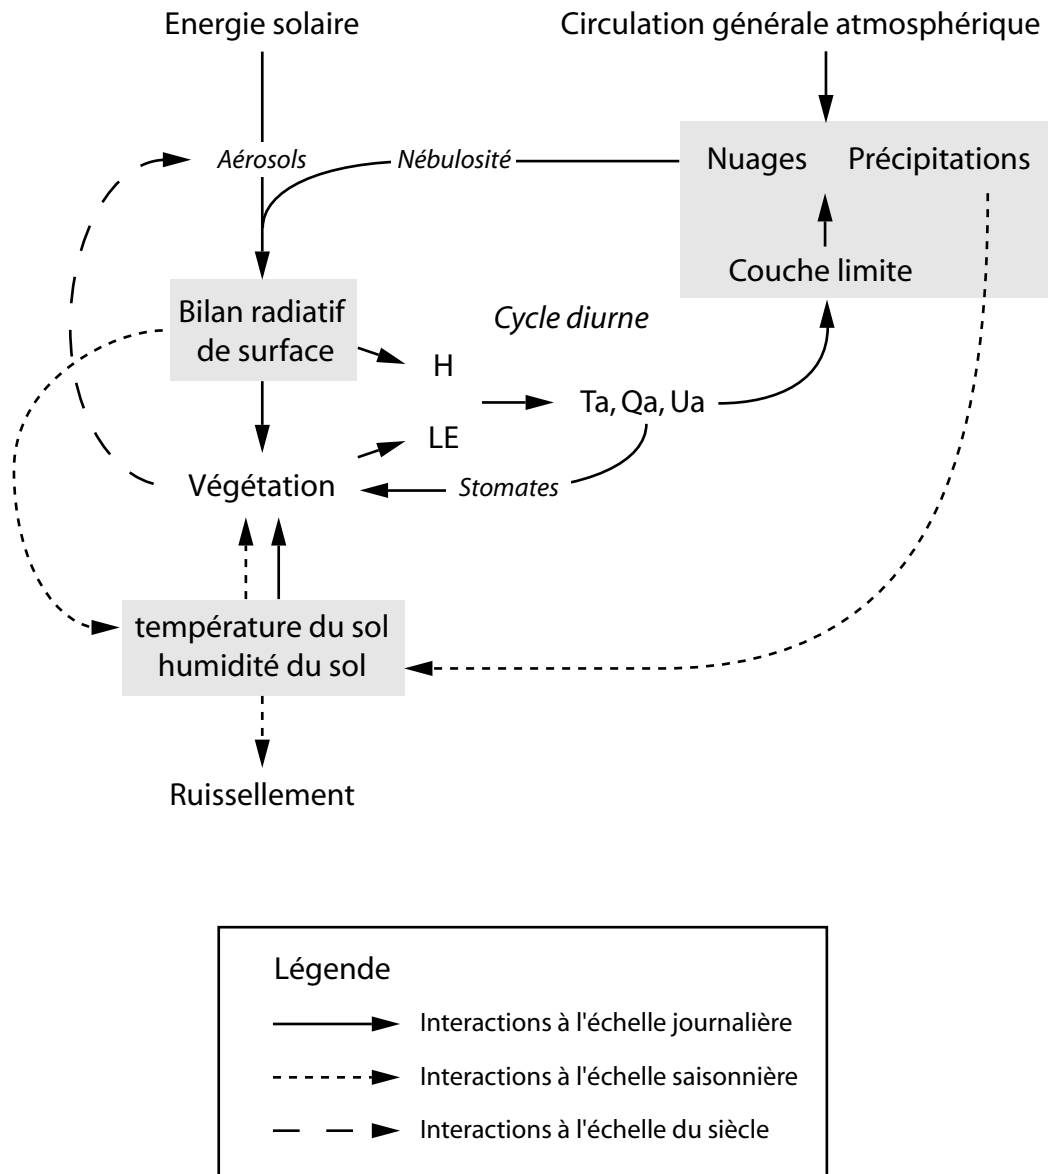 Energie solaire
Circulation générale atmosphérique
Aérosols
Nébulosité
Nuages
Précipitations
Couche limite
Bilan radiatif
de surface
Cycle diurne
H
Ta, Qa, Ua
LE
Végétation
Stomates
température du sol
humidité du sol
Ruissellement
Légende
Interactions à l'échelle journalière
Interactions à l'échelle saisonnière
Interactions à l'échelle du siècle